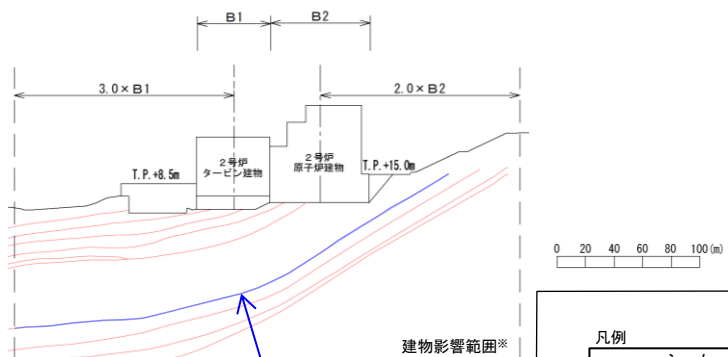 B1
B2
3.0×B1
2.0×B2
T.P.+8.5m
2号炉
タービン建物
2号炉
原子炉建物
T.P.+15.0m
0 20 40 60 80 100(m)
建物影響範囲※
凡例